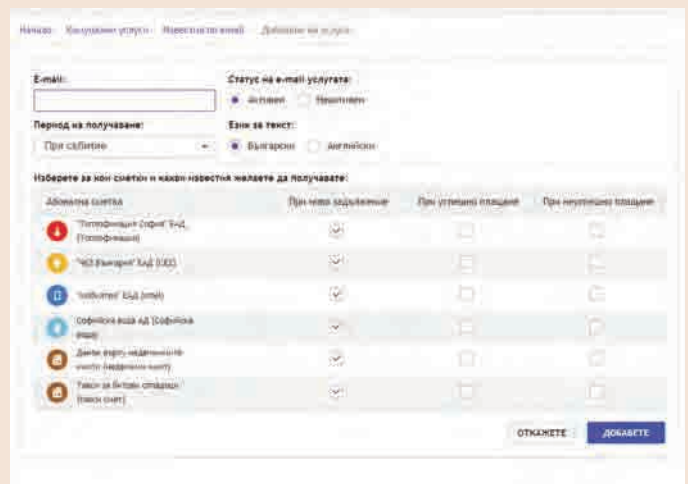 Начало Комунални услуги Известия по email Добавяне на услуга
E-mail: Статус на e-mail услугата:
Активен Неактивен
Период на получаване: Език за текст:
При събитие Български Английски
Изберете за кои сметки и какви известия желаете да получавате:
Абонатна сметка При ново задължение При успешно плащане При неуспешно плащане
"Топлофикация София" ЕАД
(Топлофикация)
"ЧЕЗ България" ЕАД (ЧЕЗ)
ЕАД
Софийска вода АД (Софийска
вода)
Данък върху недвижимите
имоти (недвижим имот)
Такса за битови отпадъци
(такса смет)
ОТКАЖЕТЕ ДОБАВЕТЕ